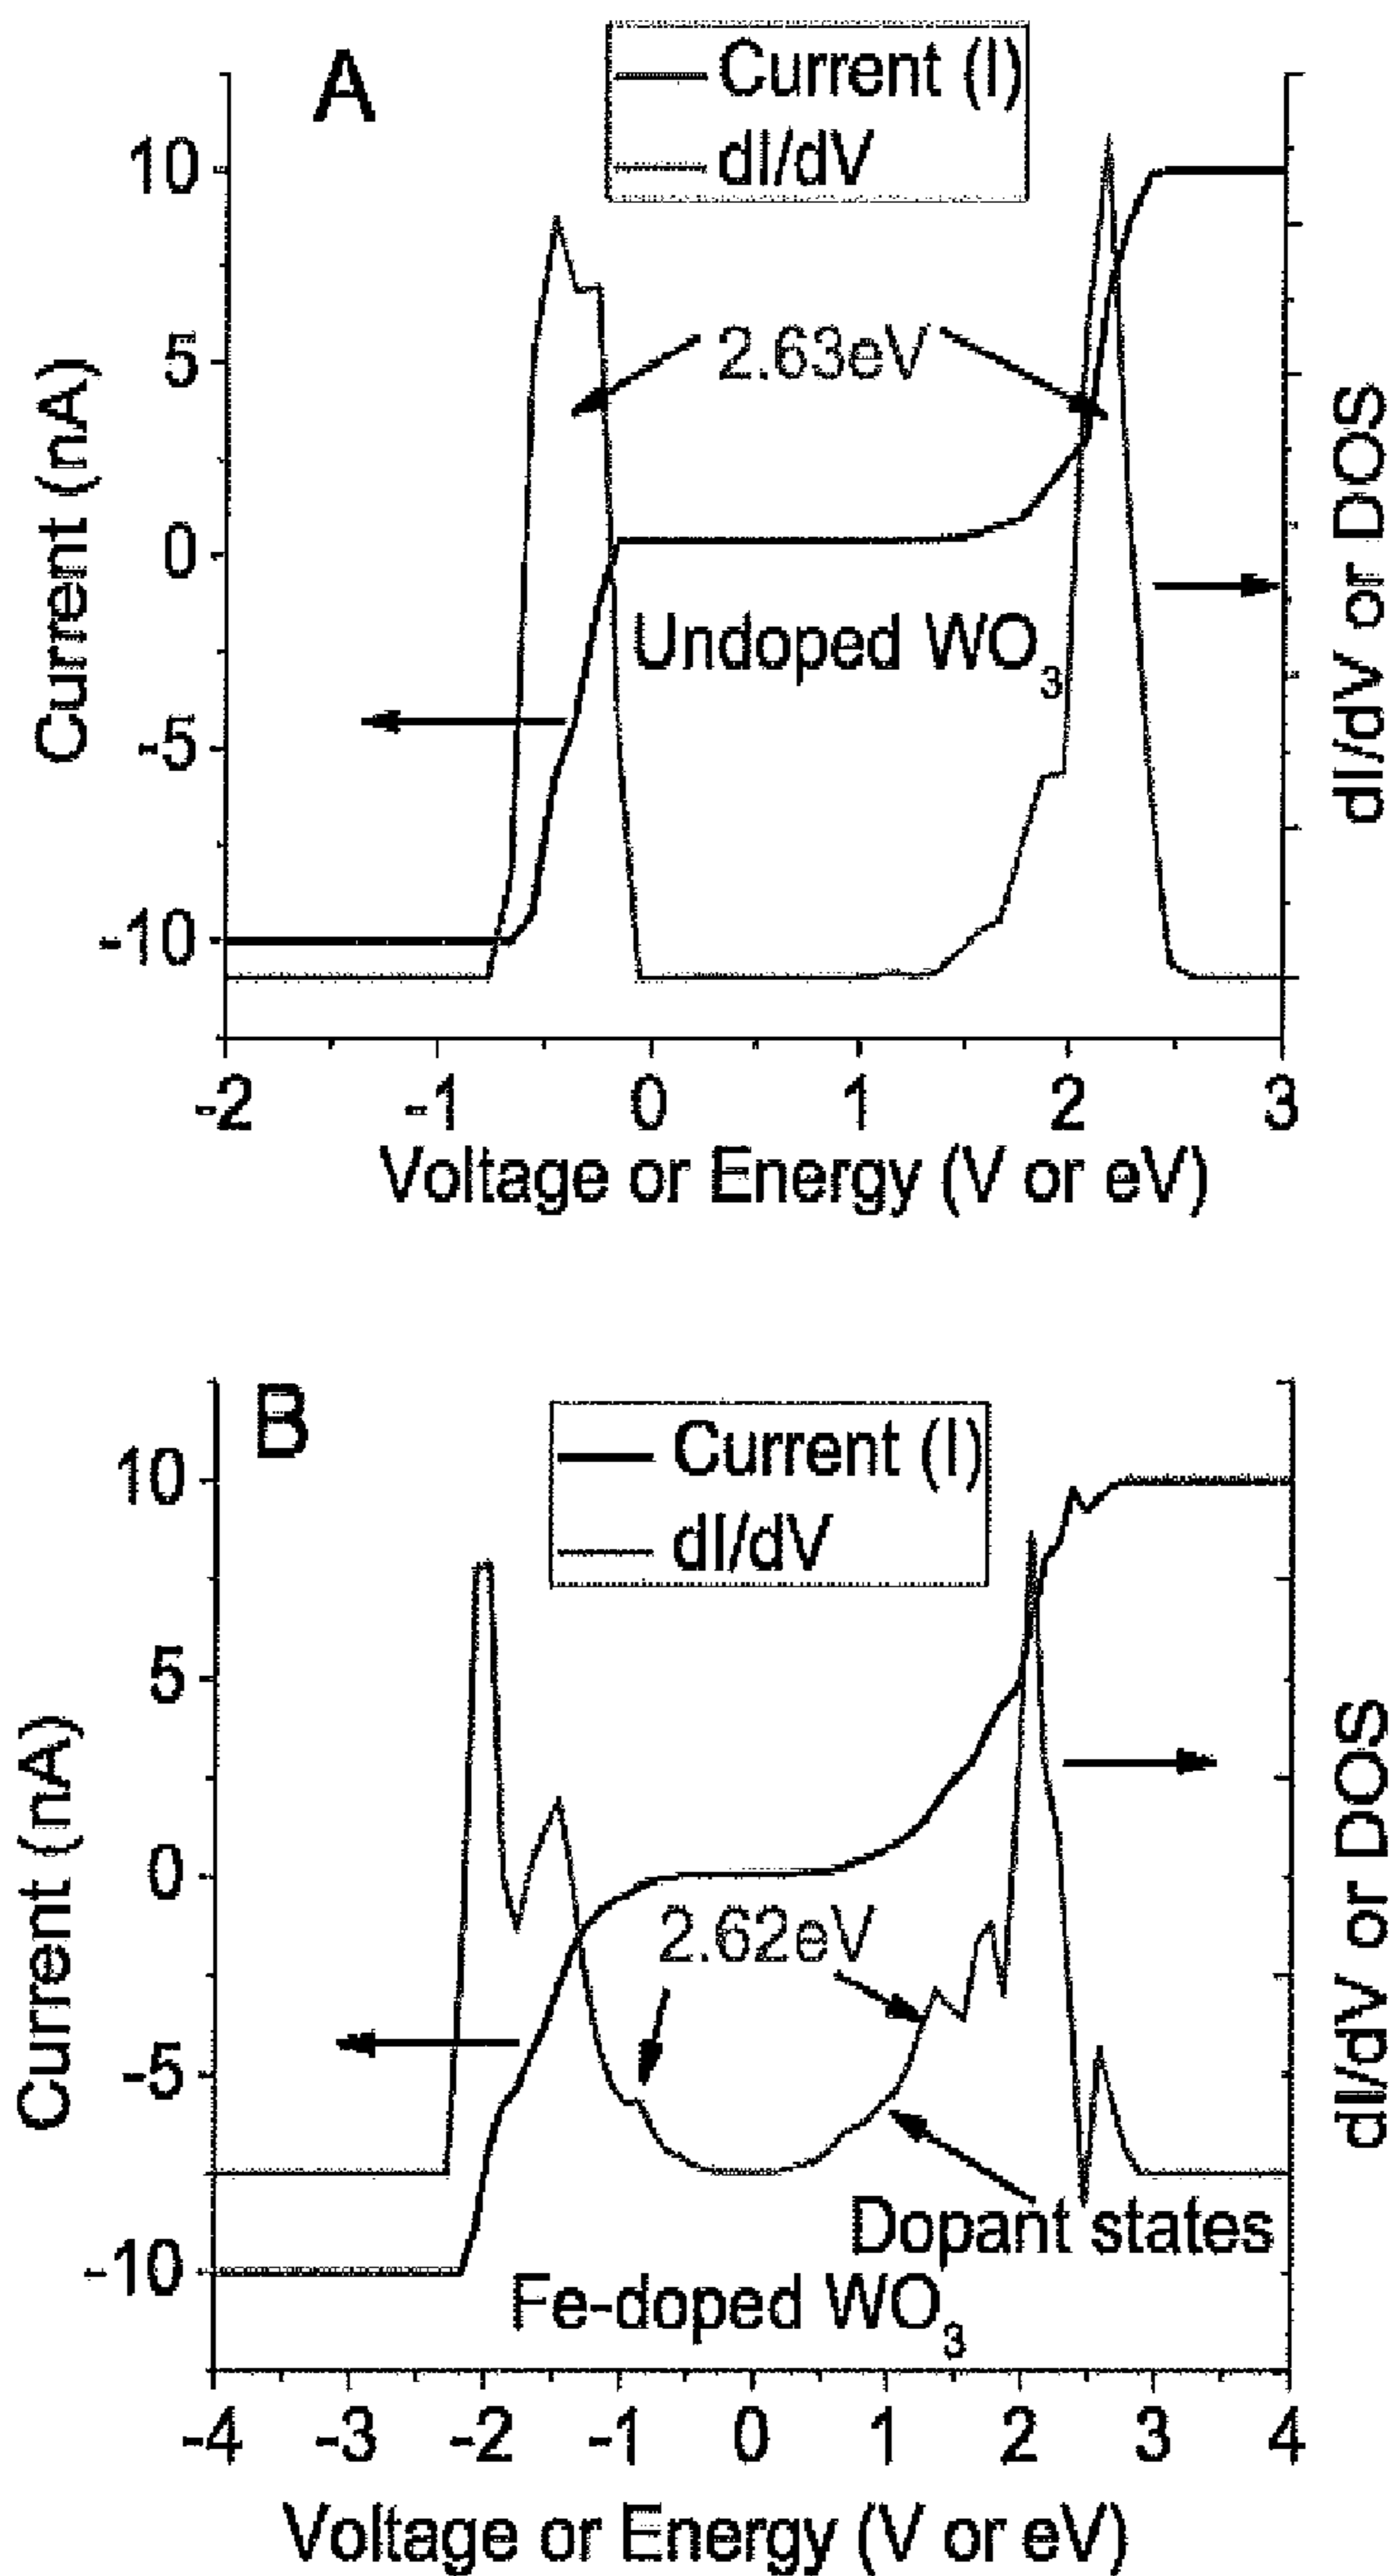 A
Current (I)
dI/dV
10
5
0
-5
-10
Current (nA)
2.63eV
Undoped WO₃
dI/dV or DOS
-2 -1 0 1 2 3
Voltage or Energy (V or eV)
B
Current (I)
dI/dV
10
5
0
-5
-10
Current (nA)
2.62eV
Dopant states
Fe-doped WO₃
dI/dV or DOS
-4 -3 -2 -1 0 1 2 3 4
Voltage or Energy (V or eV)